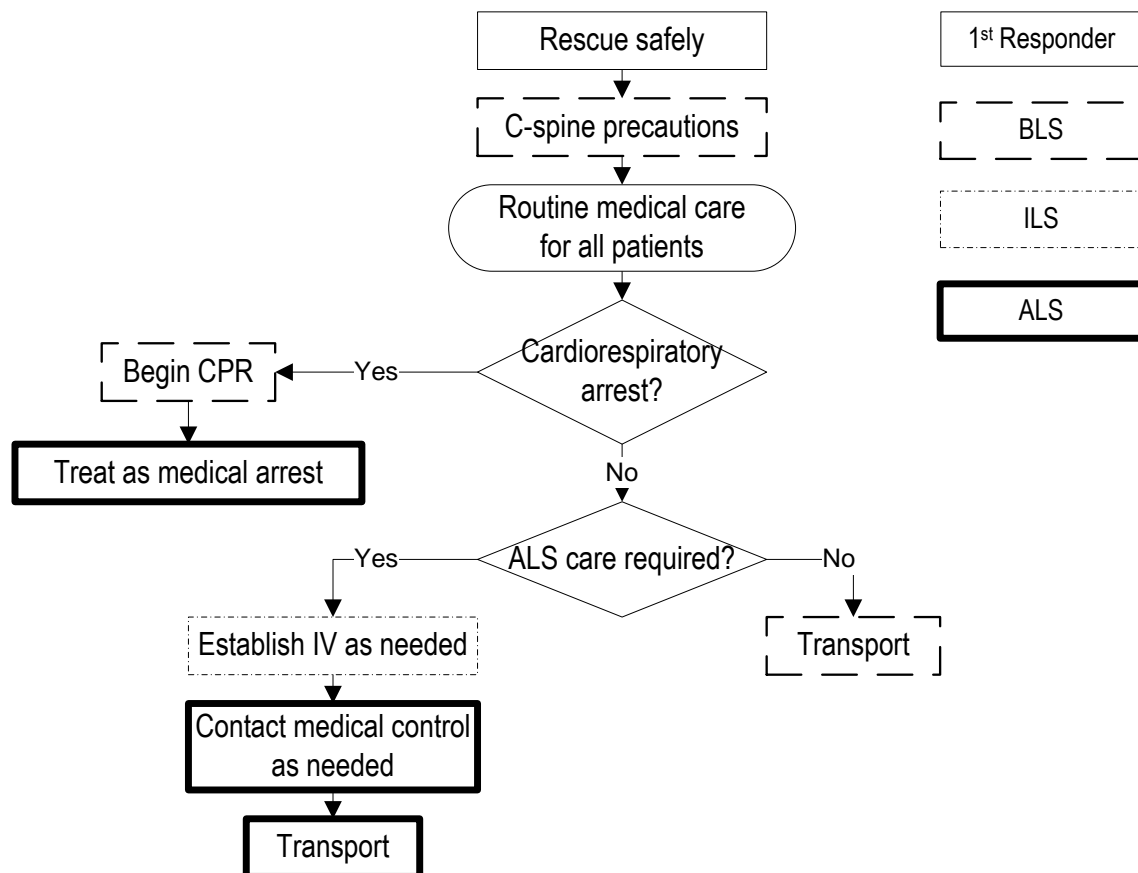 Rescue safely
1st Responder
C-spine precautions
BLS
Routine medical care
for all patients
ILS
ALS
Cardiorespiratory
arrest?
Yes
Begin CPR
Treat as medical arrest
No
ALS care required?
Yes
No
Establish IV as needed
Transport
Contact medical control
as needed
Transport